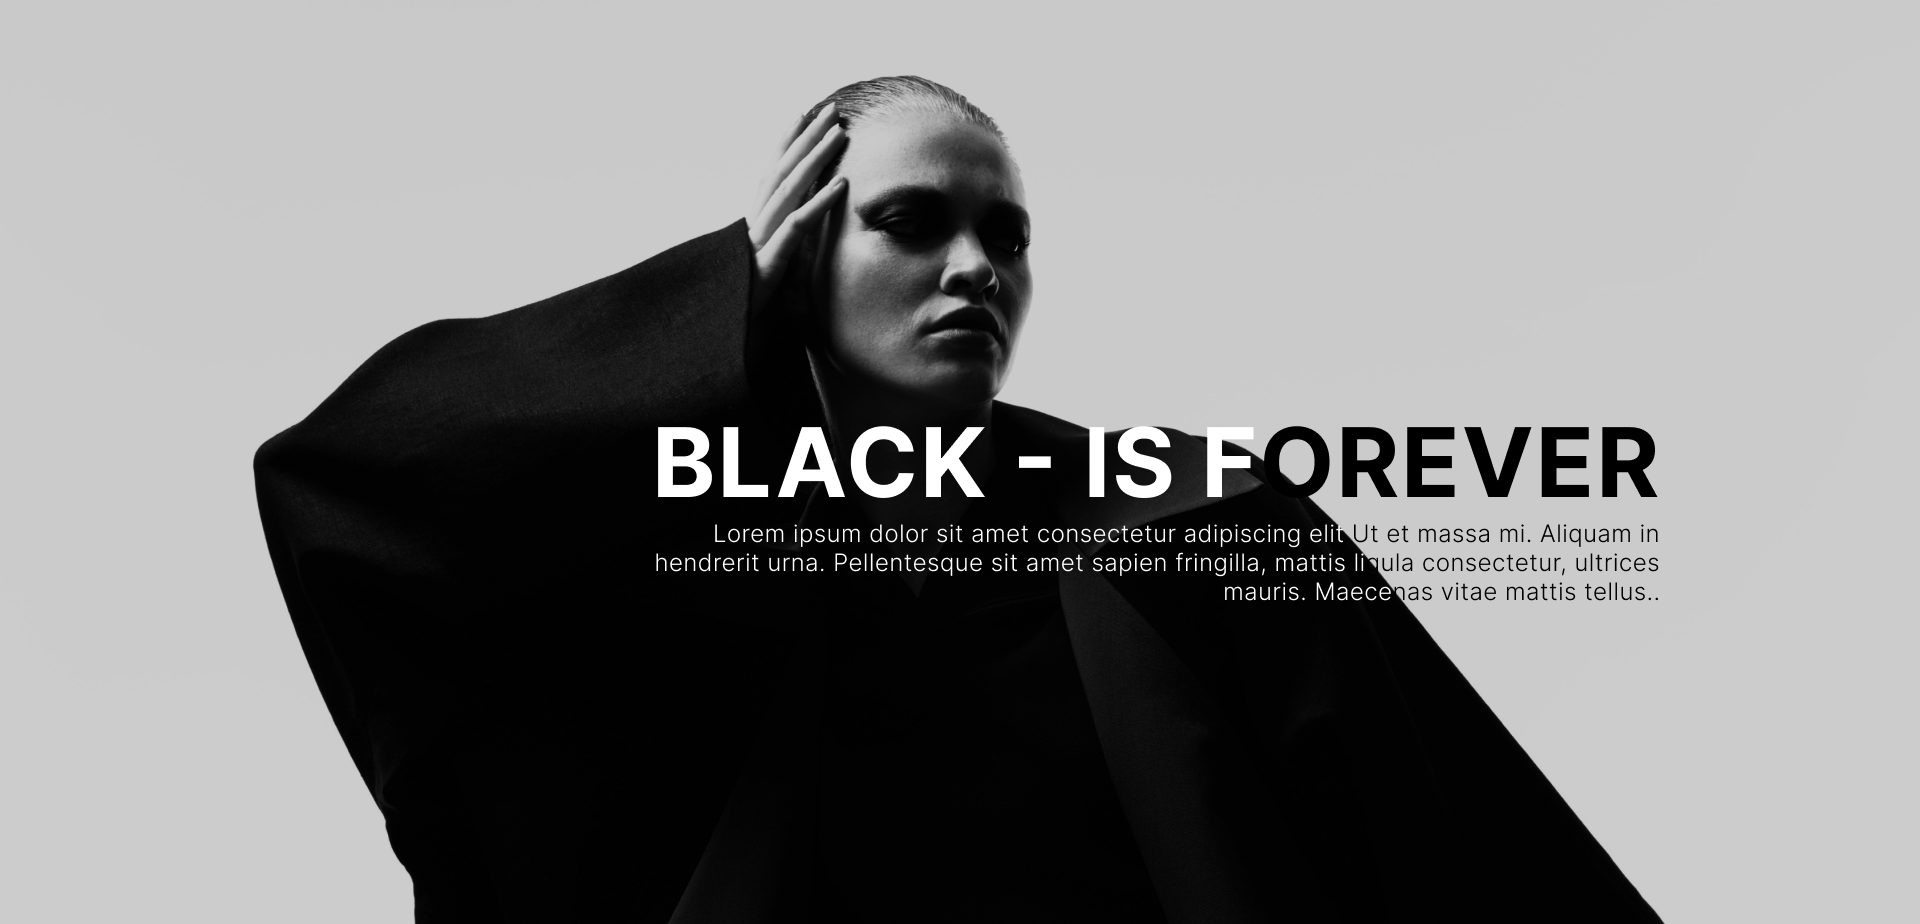 BLACK - IS FOREVER
Lorem ipsum dolor sit amet consectetur adipiscing elit Ut et massa mi. Aliquam in
hendrerit urna. Pellentesque sit amet sapien fringilla, mattis ligula consectetur, ultrices
mauris. Maecenas vitae mattis tellus..